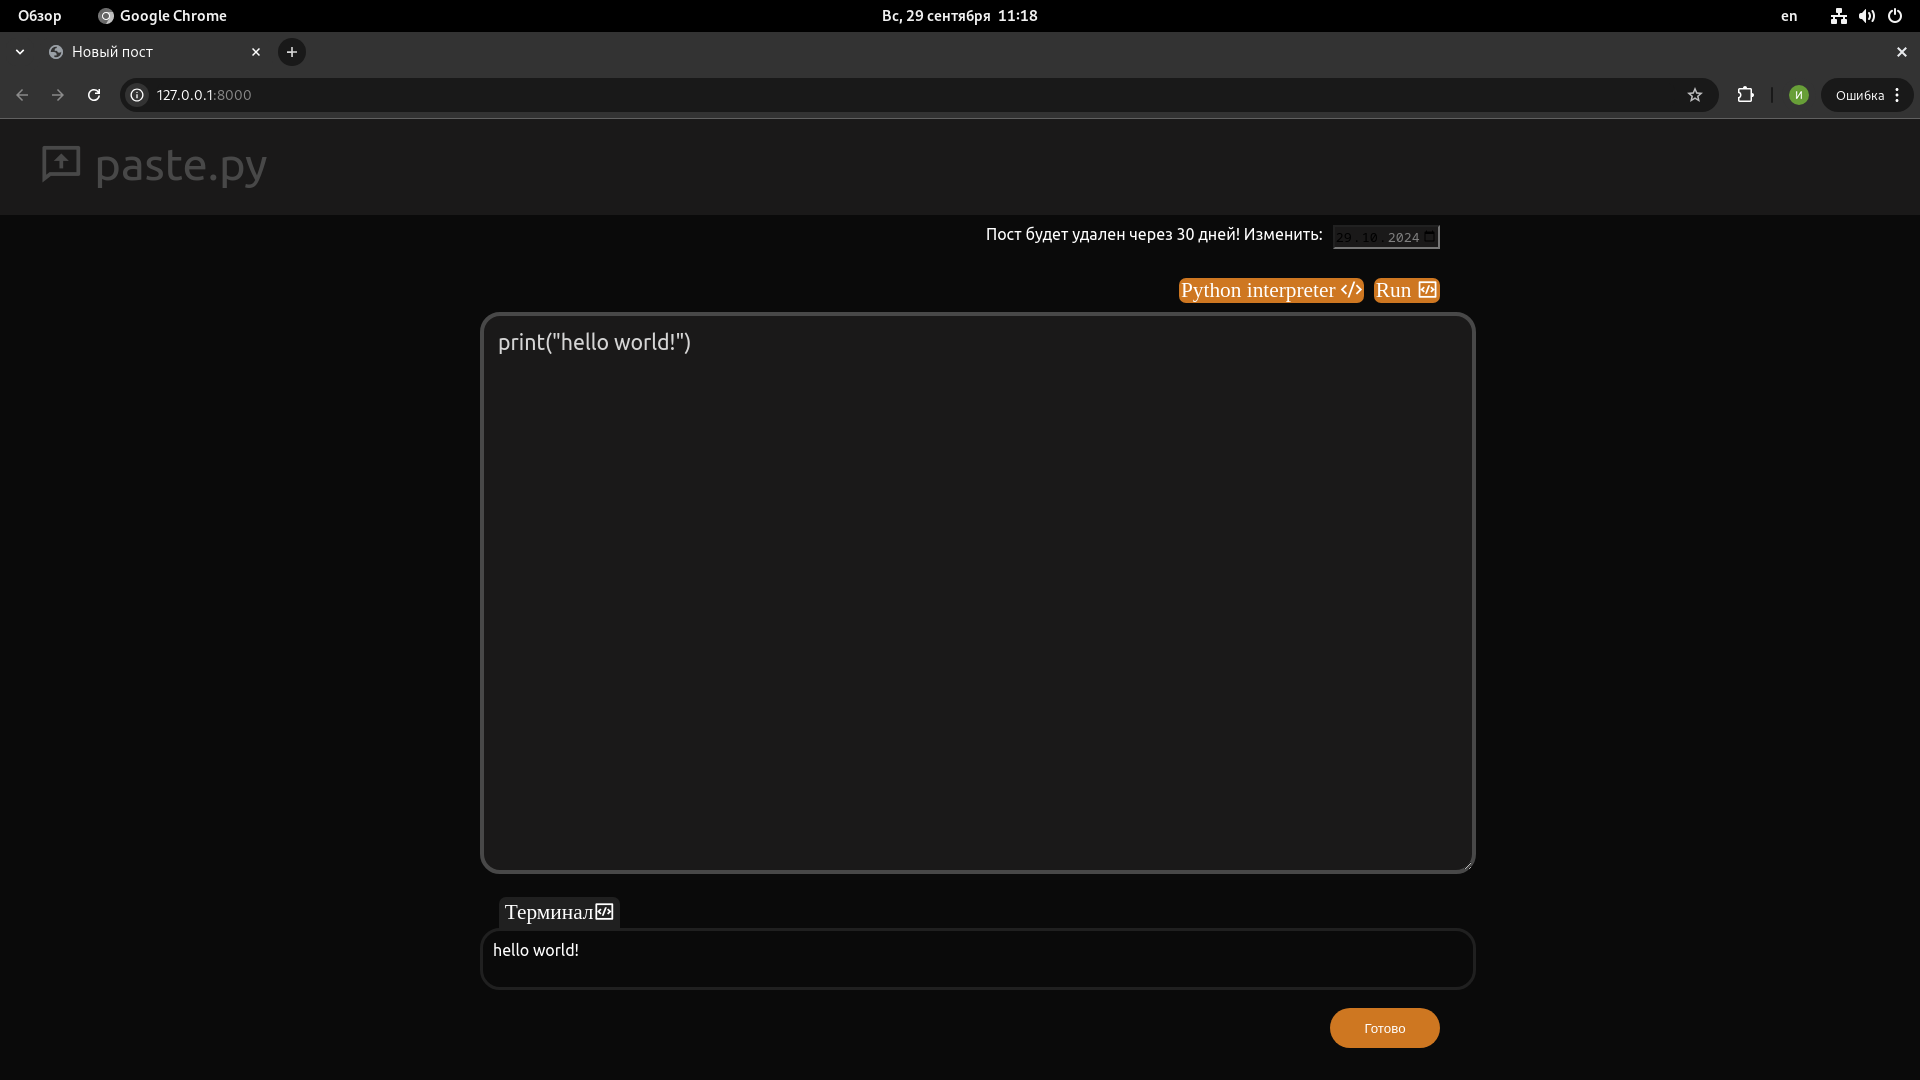 Обзор Google Chrome Вс, 29 сентября 11:18 en
Новый пост
127.0.0.1:8000 И Ошибка
paste.py
Пост будет удален через 30 дней! Изменить: 29.10.2024
Python interpreter Run
print("hello world!")
Терминал
hello world!
Готово